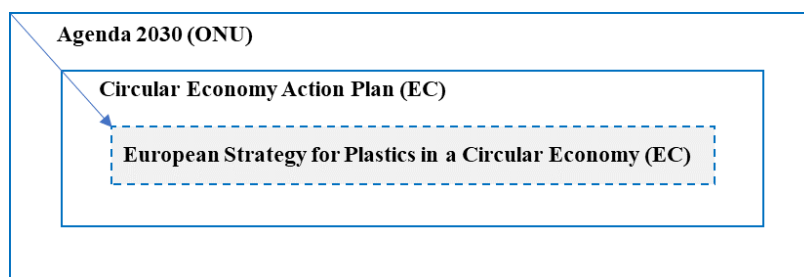 Agenda 2030 (ONU)
Circular Economy Action Plan (EC)
European Strategy for Plastics in a Circular Economy (EC)